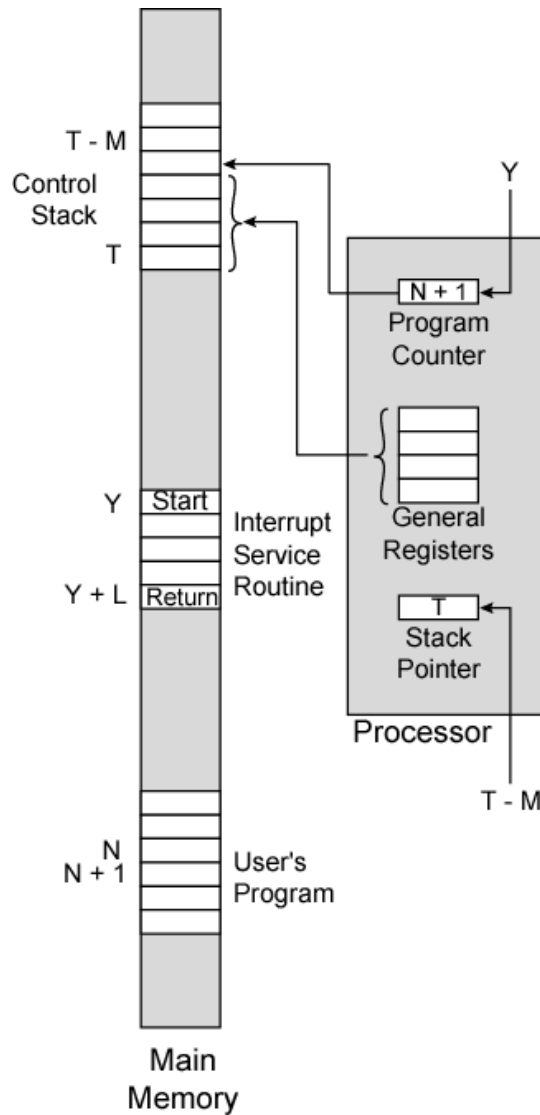 T - M
Control
Stack
T
Y
N + 1
Program
Counter
General
Registers
T
Stack
Pointer
Processor
T - M
Y
Start
Interrupt
Service
Routine
Y + L
Return
N
N + 1
User's
Program
Main
Memory